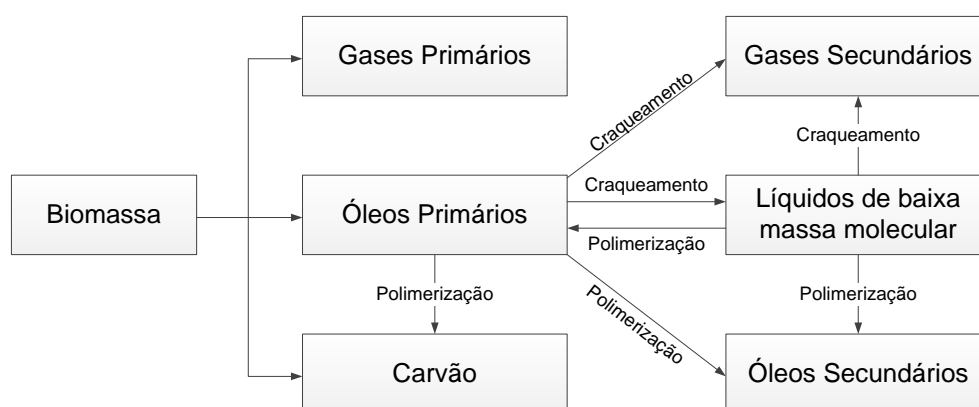 Gases Primários
Gases Secundários
Craqueamento
Craqueamento
Biomassa
Óleos Primários
Craqueamento
Polimerização
Líquidos de baixa
massa molecular
Polimerização
Polimerização
Polimerização
Carvão
Óleos Secundários